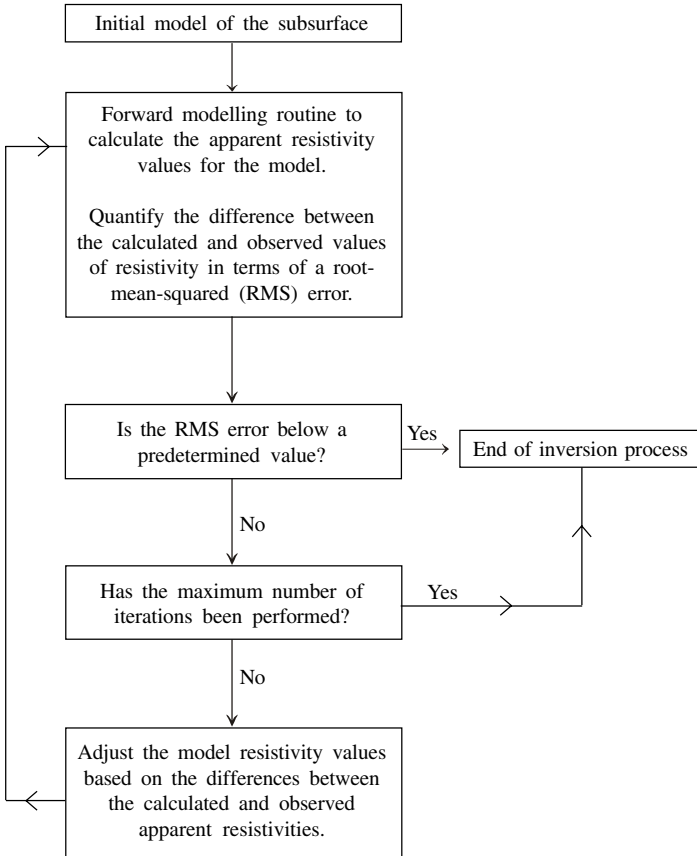 Initial model of the subsurface
Forward modelling routine to
calculate the apparent resistivity
values for the model.
Quantify the difference between
the calculated and observed values
of resistivity in terms of a root-
mean-squared (RMS) error.
Is the RMS error below a
predetermined value?
Yes
End of inversion process
No
Has the maximum number of
iterations been performed?
Yes
No
Adjust the model resistivity values
based on the differences between
the calculated and observed
apparent resistivities.